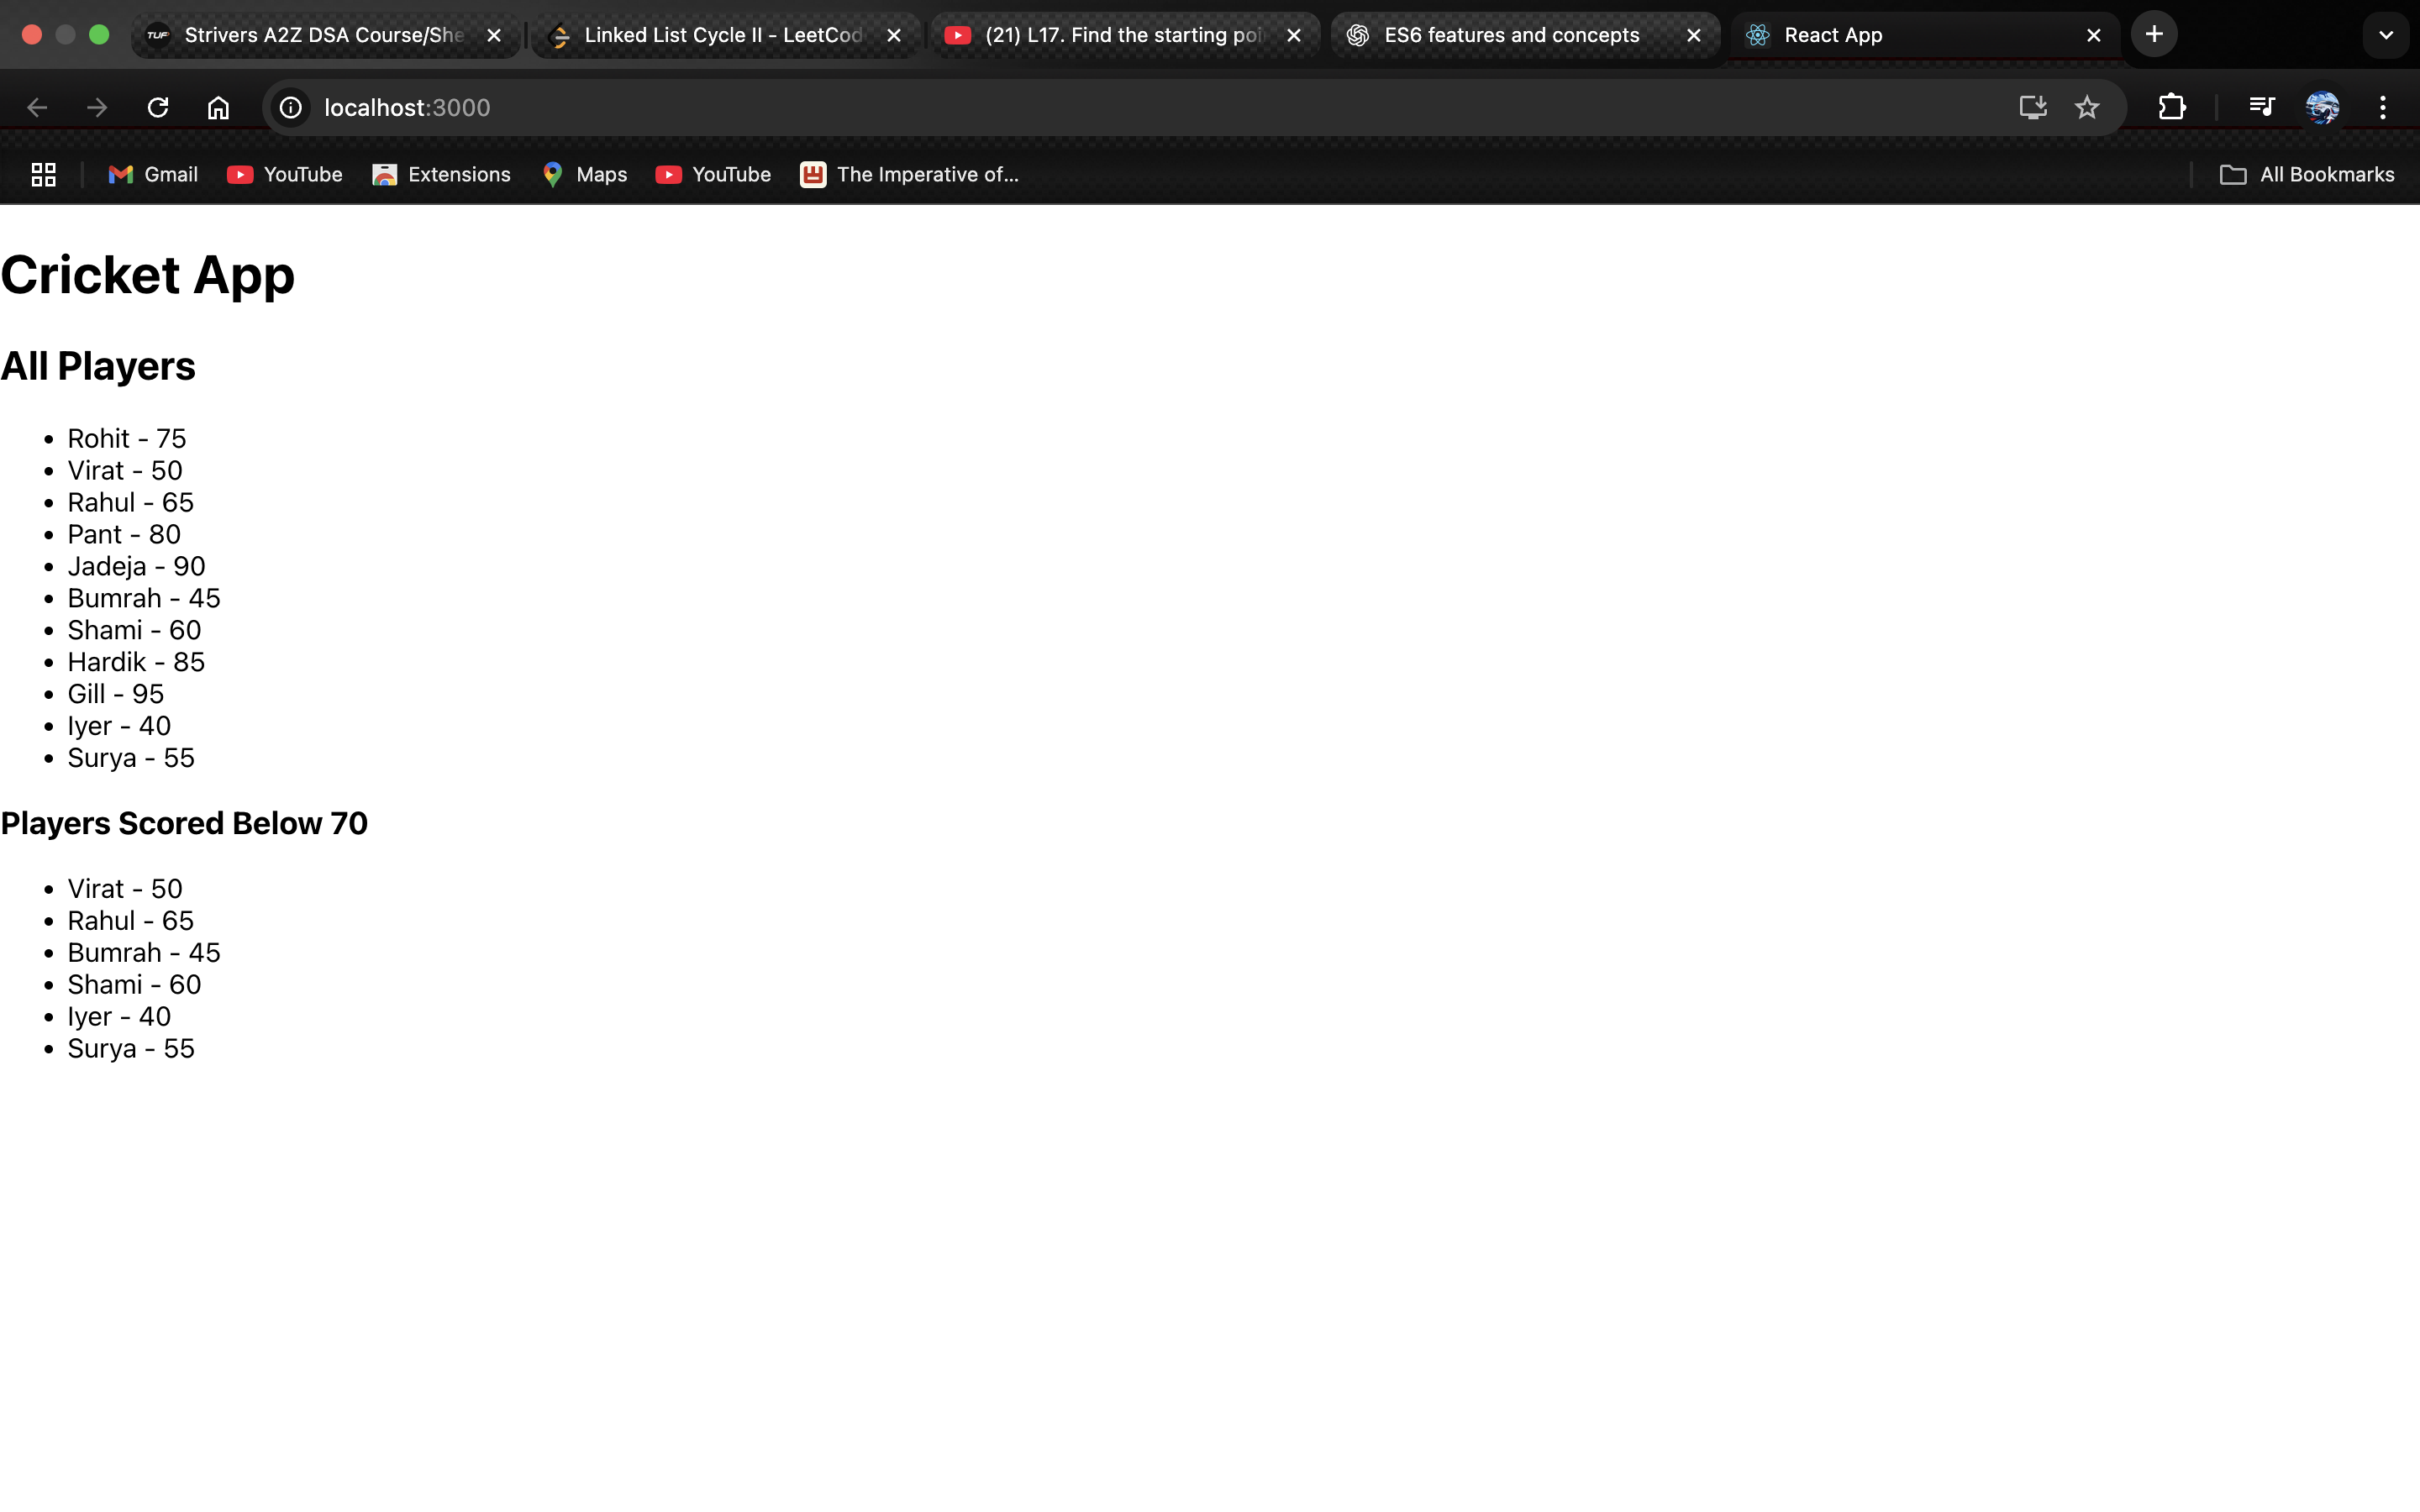 TUF Strivers A2Z DSA Course/She
Linked List Cycle II - LeetCod
(21) L17. Find the starting poi
ES6 features and concepts
React App
localhost:3000
Gmail
YouTube
Extensions
Maps
YouTube
The Imperative of...
All Bookmarks
Cricket App
All Players
• Rohit - 75
• Virat - 50
• Rahul - 65
• Pant - 80
• Jadeja - 90
• Bumrah - 45
• Shami - 60
• Hardik - 85
• Gill - 95
• Iyer - 40
• Surya - 55
Players Scored Below 70
• Virat - 50
• Rahul - 65
• Bumrah - 45
• Shami - 60
• Iyer - 40
• Surya - 55